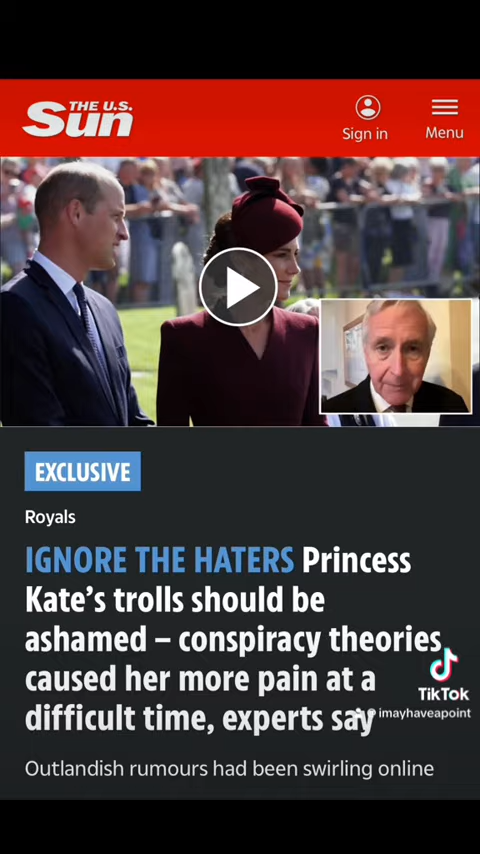 THE U.S.
Sun
Sign in
Menu
EXCLUSIVE
Royals
IGNORE THE HATERS Princess
Kate’s trolls should be
ashamed – conspiracy theories
caused her more pain at a
difficult time, experts say
TikTok
imayhaveapoint
Outlandish rumours had been swirling online